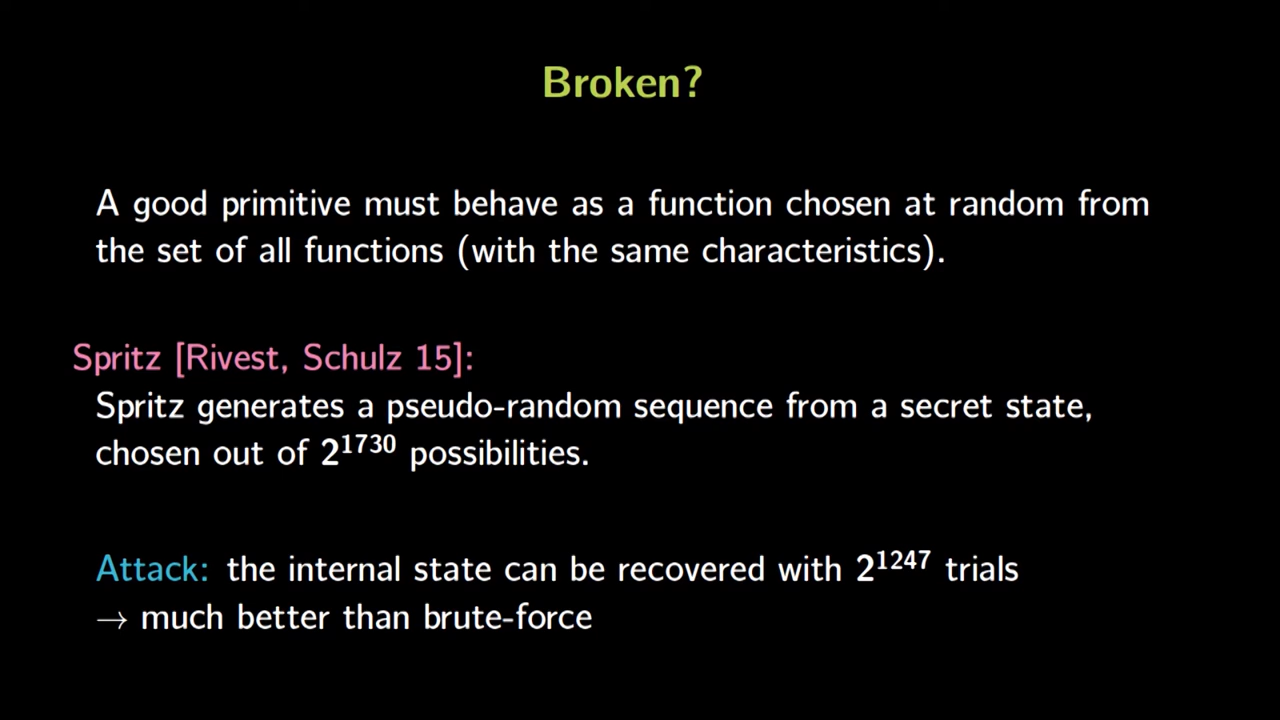 Broken?
A good primitive must behave as a function chosen at random from
the set of all functions (with the same characteristics).
Spritz [Rivest, Schulz 15]:
Spritz generates a pseudo-random sequence from a secret state,
chosen out of 2^1730 possibilities.
Attack: the internal state can be recovered with 2^1247 trials
→ much better than brute-force